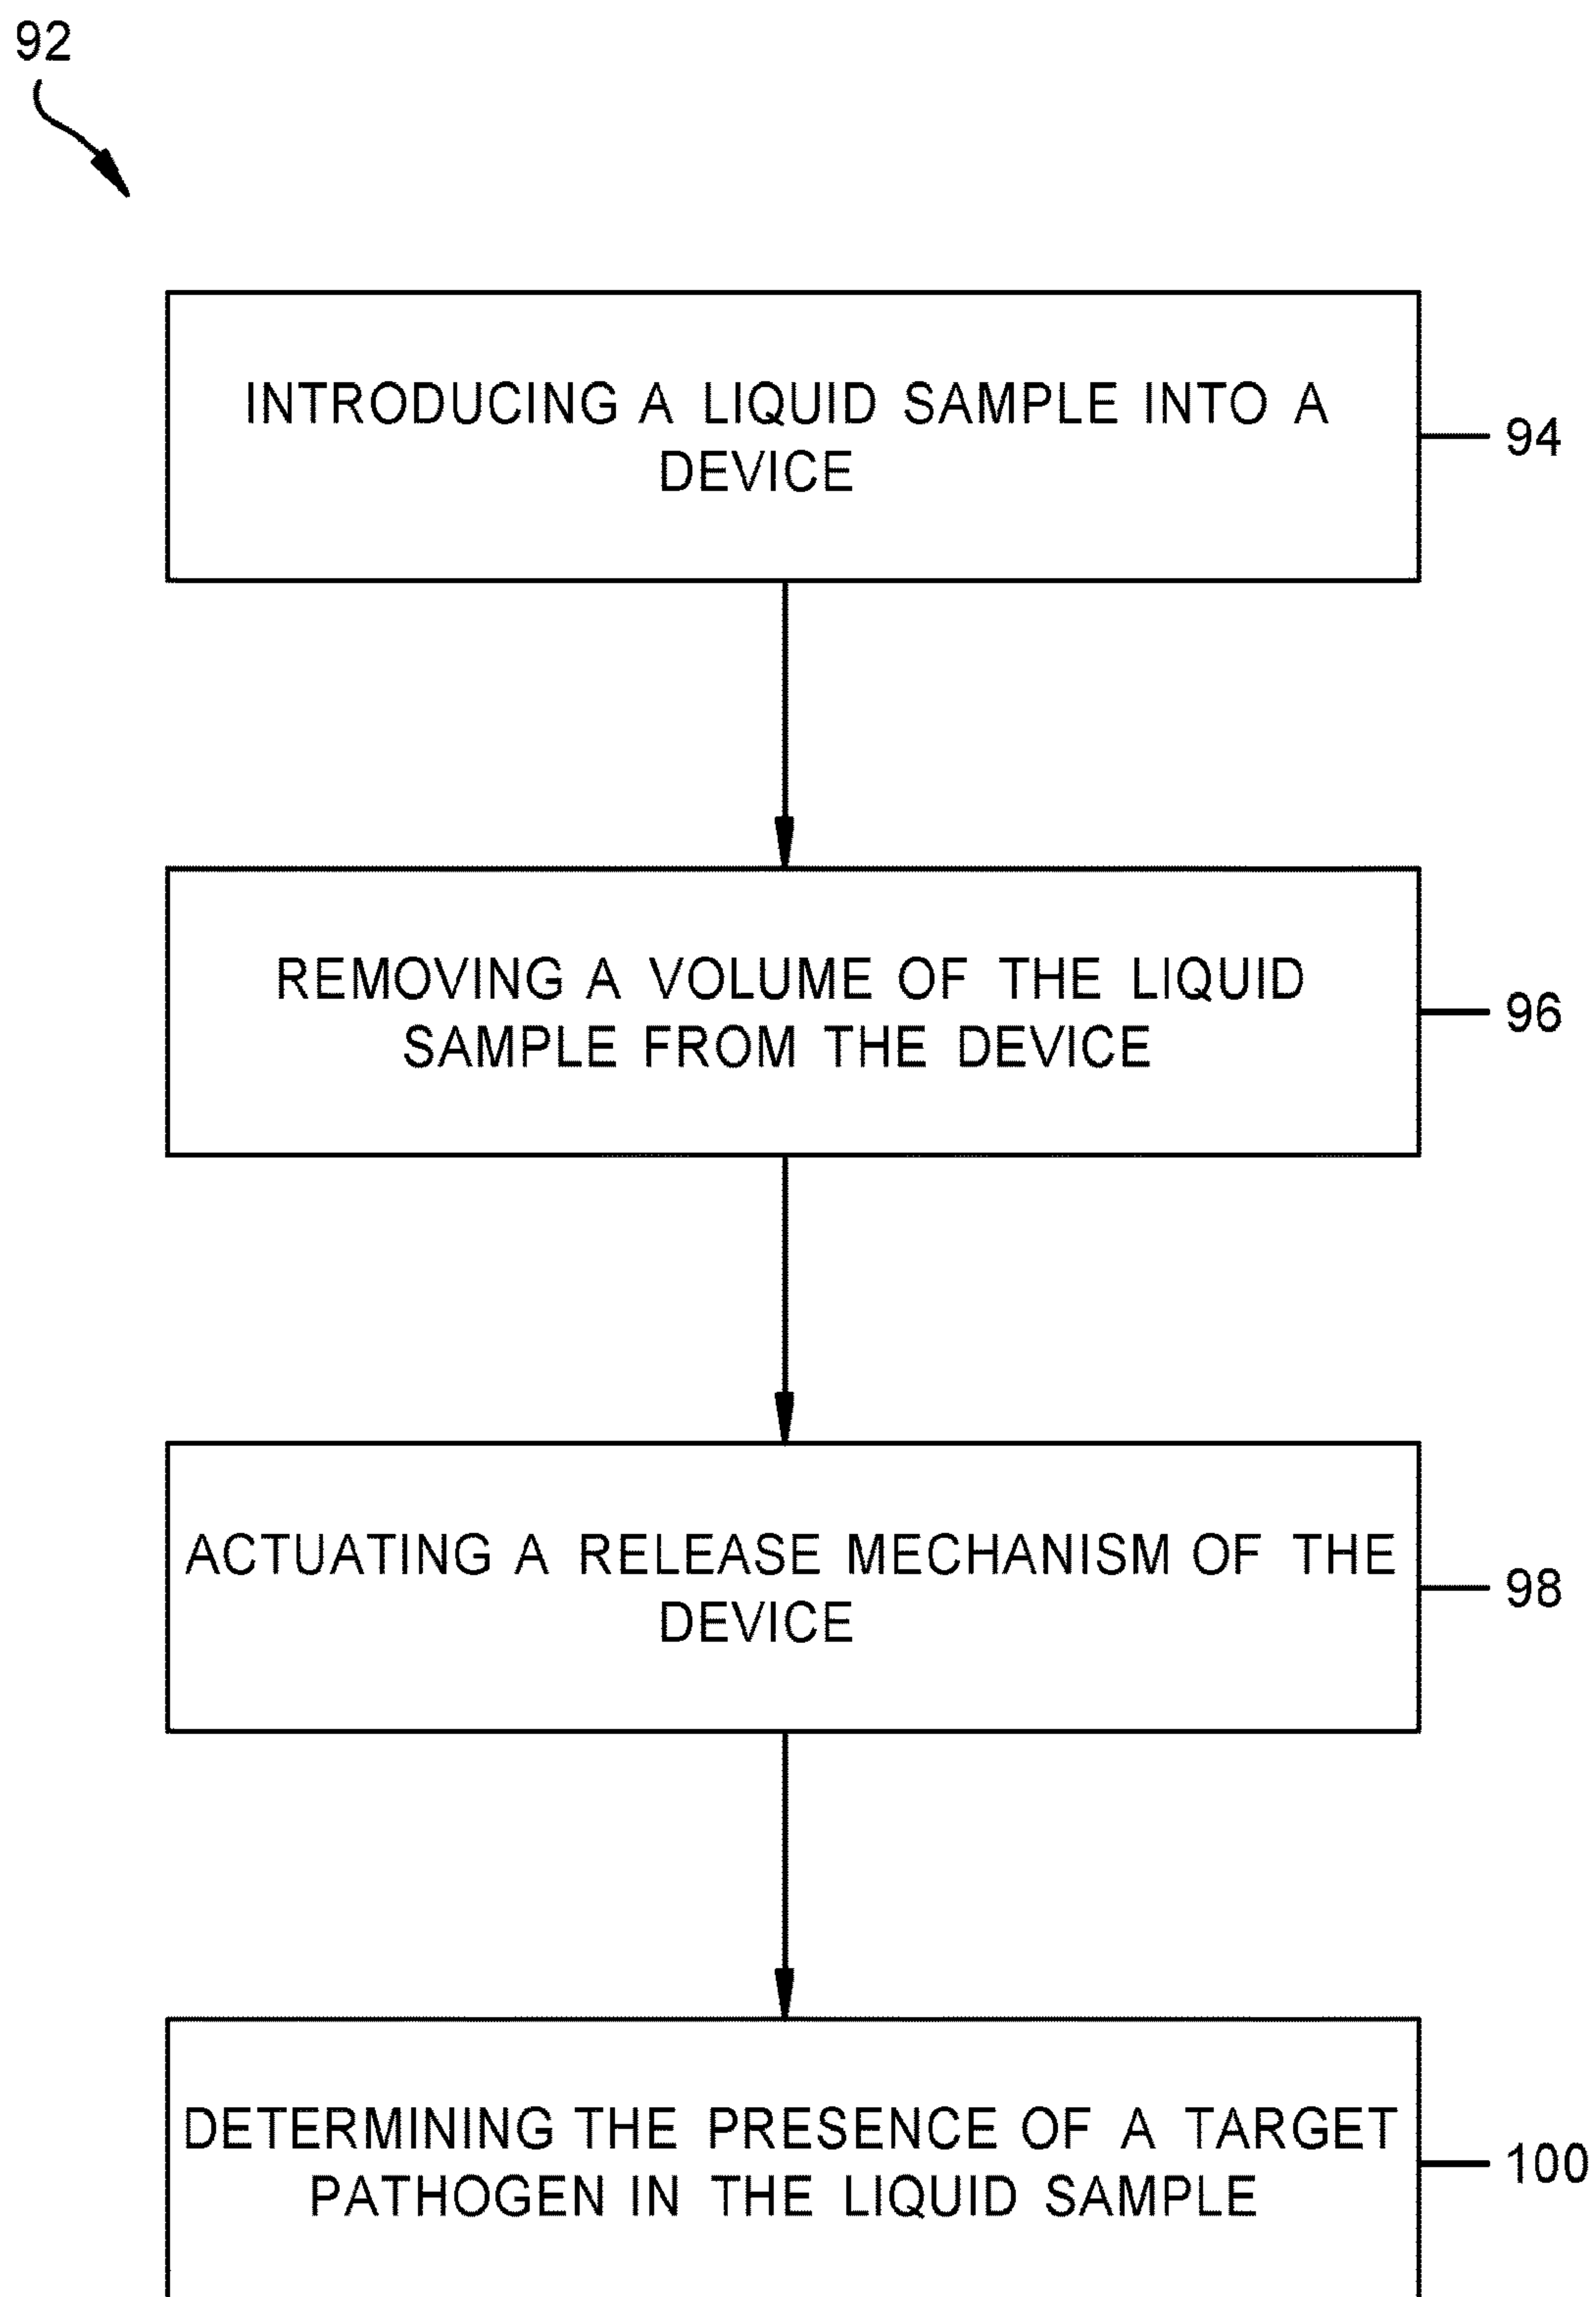 92
INTRODUCING A LIQUID SAMPLE INTO A
DEVICE
94
REMOVING A VOLUME OF THE LIQUID
SAMPLE FROM THE DEVICE
96
ACTUATING A RELEASE MECHANISM OF THE
DEVICE
98
DETERMINING THE PRESENCE OF A TARGET
PATHOGEN IN THE LIQUID SAMPLE
100